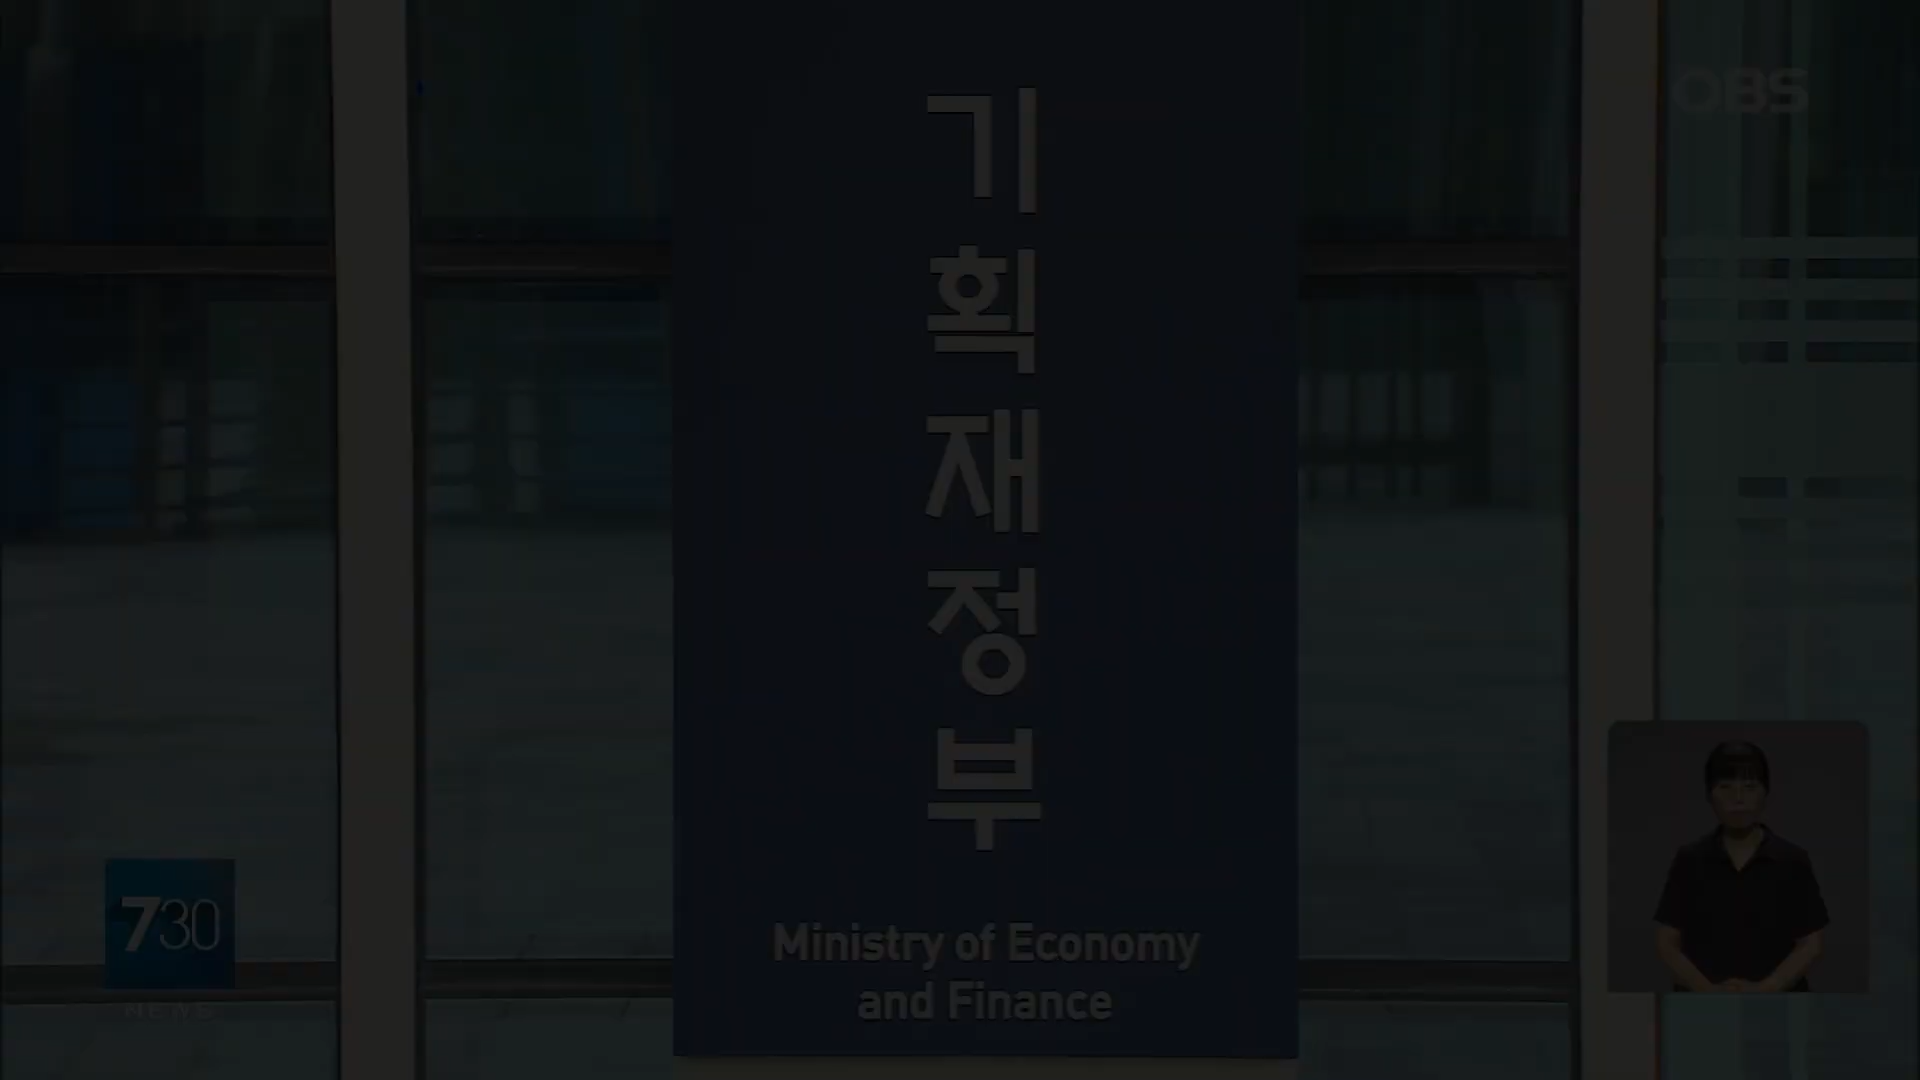 OBS
기
획
재
정
부
Ministry of Economy
and Finance
730
NEWS